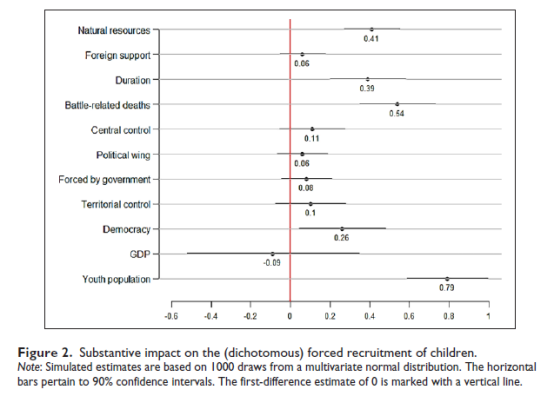 Natural resources
0.41
Foreign support
0.06
Duration
0.39
Battle-related deaths
0.54
Central control
0.11
Political wing
0.06
Forced by government
0.08
Territorial control
0.1
Democracy
0.26
GDP
-0.09
Youth population
0.79
-0.6 -0.4 -0.2 0 0.2 0.4 0.6 0.8 1
Figure 2. Substantive impact on the (dichotomous) forced recruitment of children.
Note: Simulated estimates are based on 1000 draws from a multivariate normal distribution. The horizontal
bars pertain to 90% confidence intervals. The first-difference estimate of 0 is marked with a vertical line.